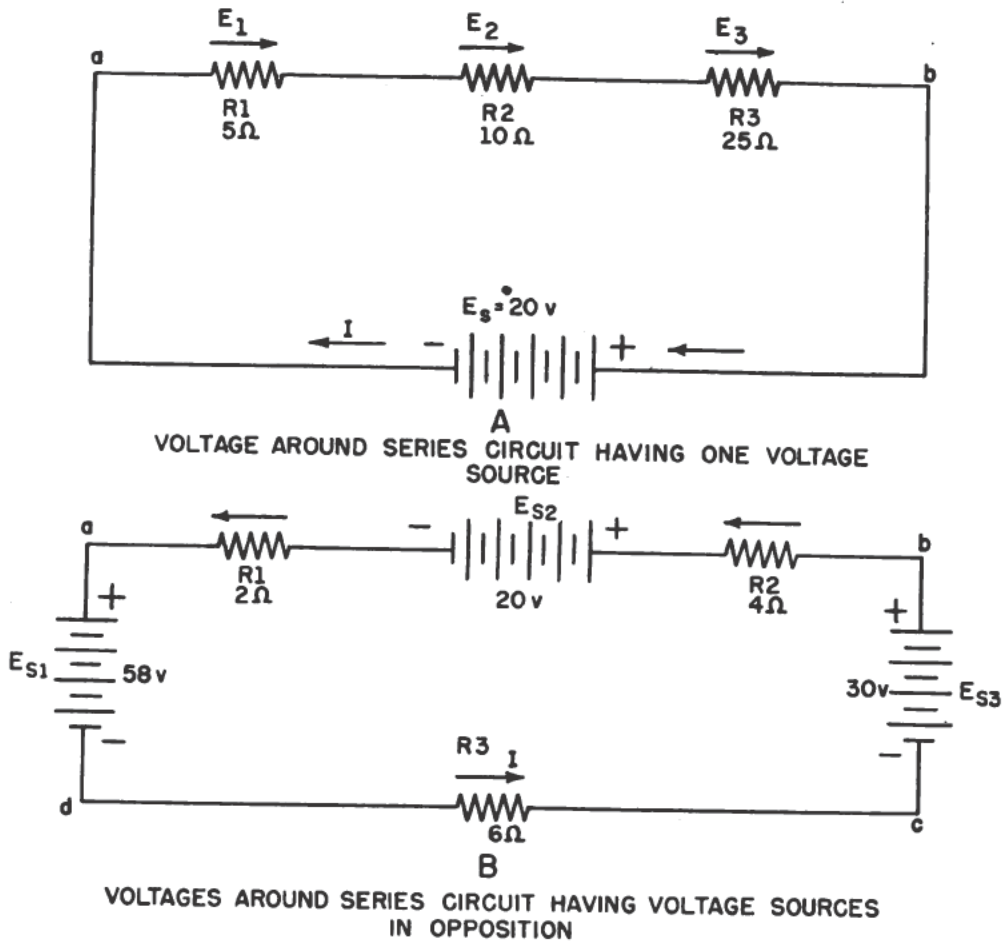 E1
E2
E3
a
b
R1
5Ω
R2
10Ω
R3
25Ω
Es=20 v
I
-
+
A
VOLTAGE AROUND SERIES CIRCUIT HAVING ONE VOLTAGE
SOURCE
ES2
a
-
+
b
R1
2Ω
20v
R2
4Ω
+
+
ES1
58v
30v
ES3
-
-
R3
I
d
6Ω
c
B
VOLTAGES AROUND SERIES CIRCUIT HAVING VOLTAGE SOURCES
IN OPPOSITION